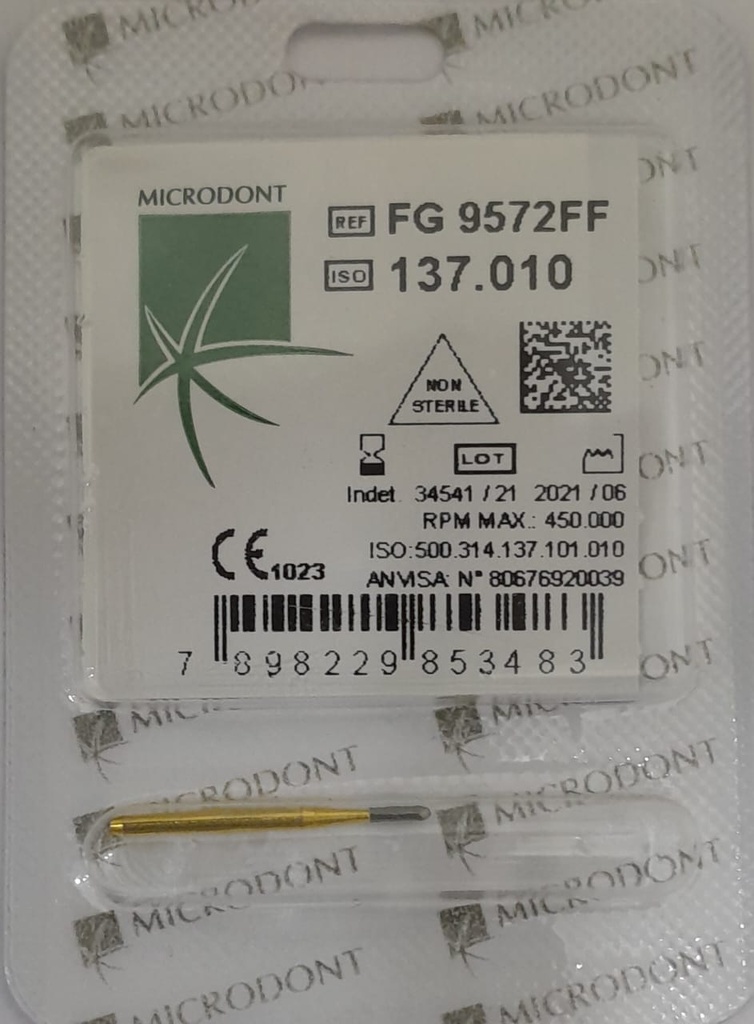 MICRODONT
REF FG 9572FF
ISO 137.010
NON
STERILE
LOT
Indet. 34541 / 21 2021 / 06
RPM MAX.: 450.000
ISO:500.314.137.101.010
CE 1023
ANVISA: N° 80676920039
7 898229 853483
MICRODONT
MICRODONT
MICRODONT
MICRODONT
MICRODONT
MICRODONT
MICRODONT
MICRODONT